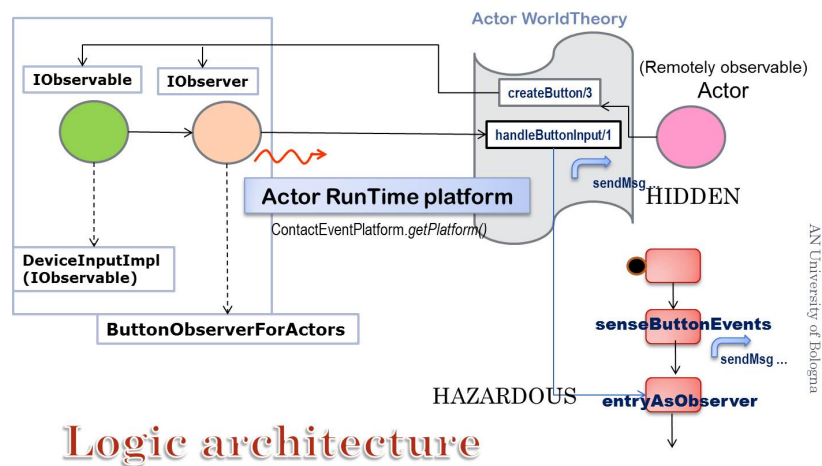 Actor WorldTheory
IObservable
IObserver
createButton/3
(Remotely observable)
Actor
handleButtonInput/1
sendMsg ...
HIDDEN
Actor RunTime platform
ContactEventPlatform.getPlatform()
DeviceInputImpl
(IObservable)
ButtonObserverForActors
senseButtonEvents
sendMsg ...
HAZARDOUS
entryAsObserver
AN University of Bologna
Logic architecture